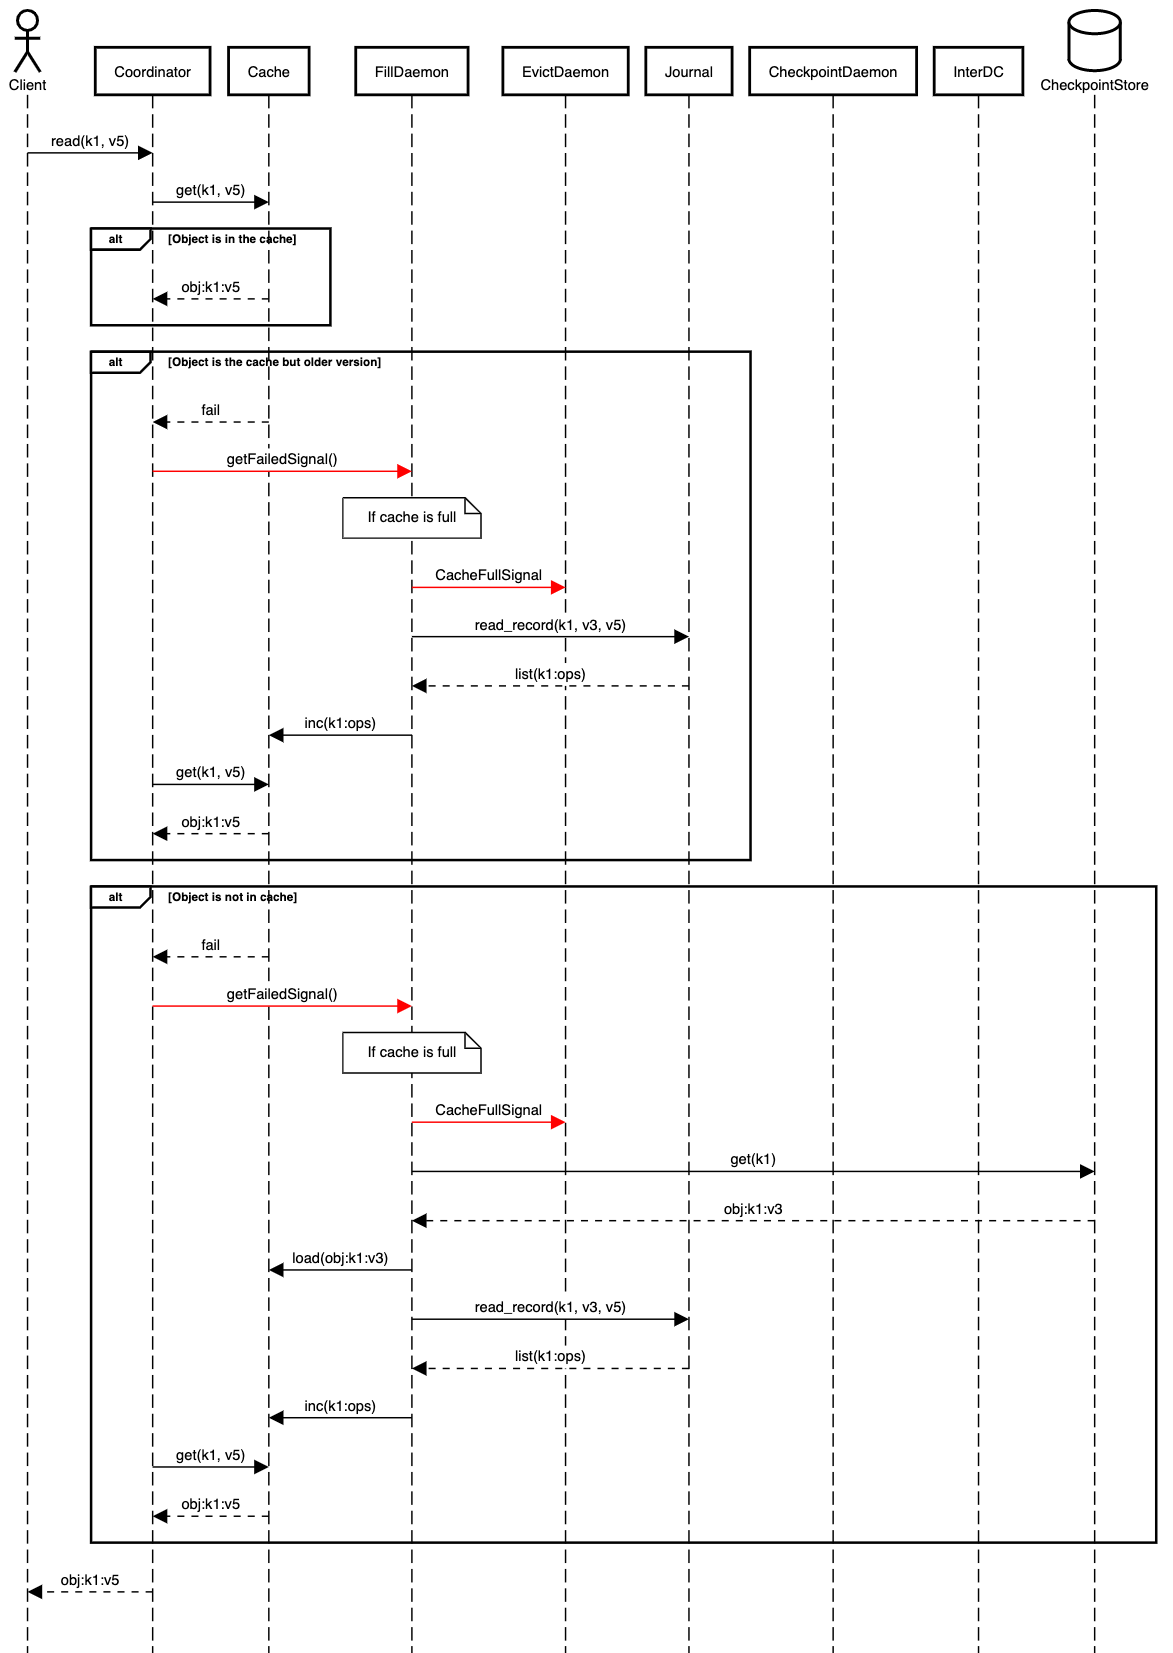 Client
Coordinator
Cache
FillDaemon
EvictDaemon
Journal
CheckpointDaemon
InterDC
CheckpointStore
read(k1, v5)
get(k1, v5)
alt
[Object is in the cache]
obj:k1:v5
alt
[Object is the cache but older version]
fail
getFailedSignal()
If cache is full
CacheFullSignal
read_record(k1, v3, v5)
list(k1:ops)
inc(k1:ops)
get(k1, v5)
obj:k1:v5
alt
[Object is not in cache]
fail
getFailedSignal()
If cache is full
CacheFullSignal
get(k1)
obj:k1:v3
load(obj:k1:v3)
read_record(k1, v3, v5)
list(k1:ops)
inc(k1:ops)
get(k1, v5)
obj:k1:v5
obj:k1:v5